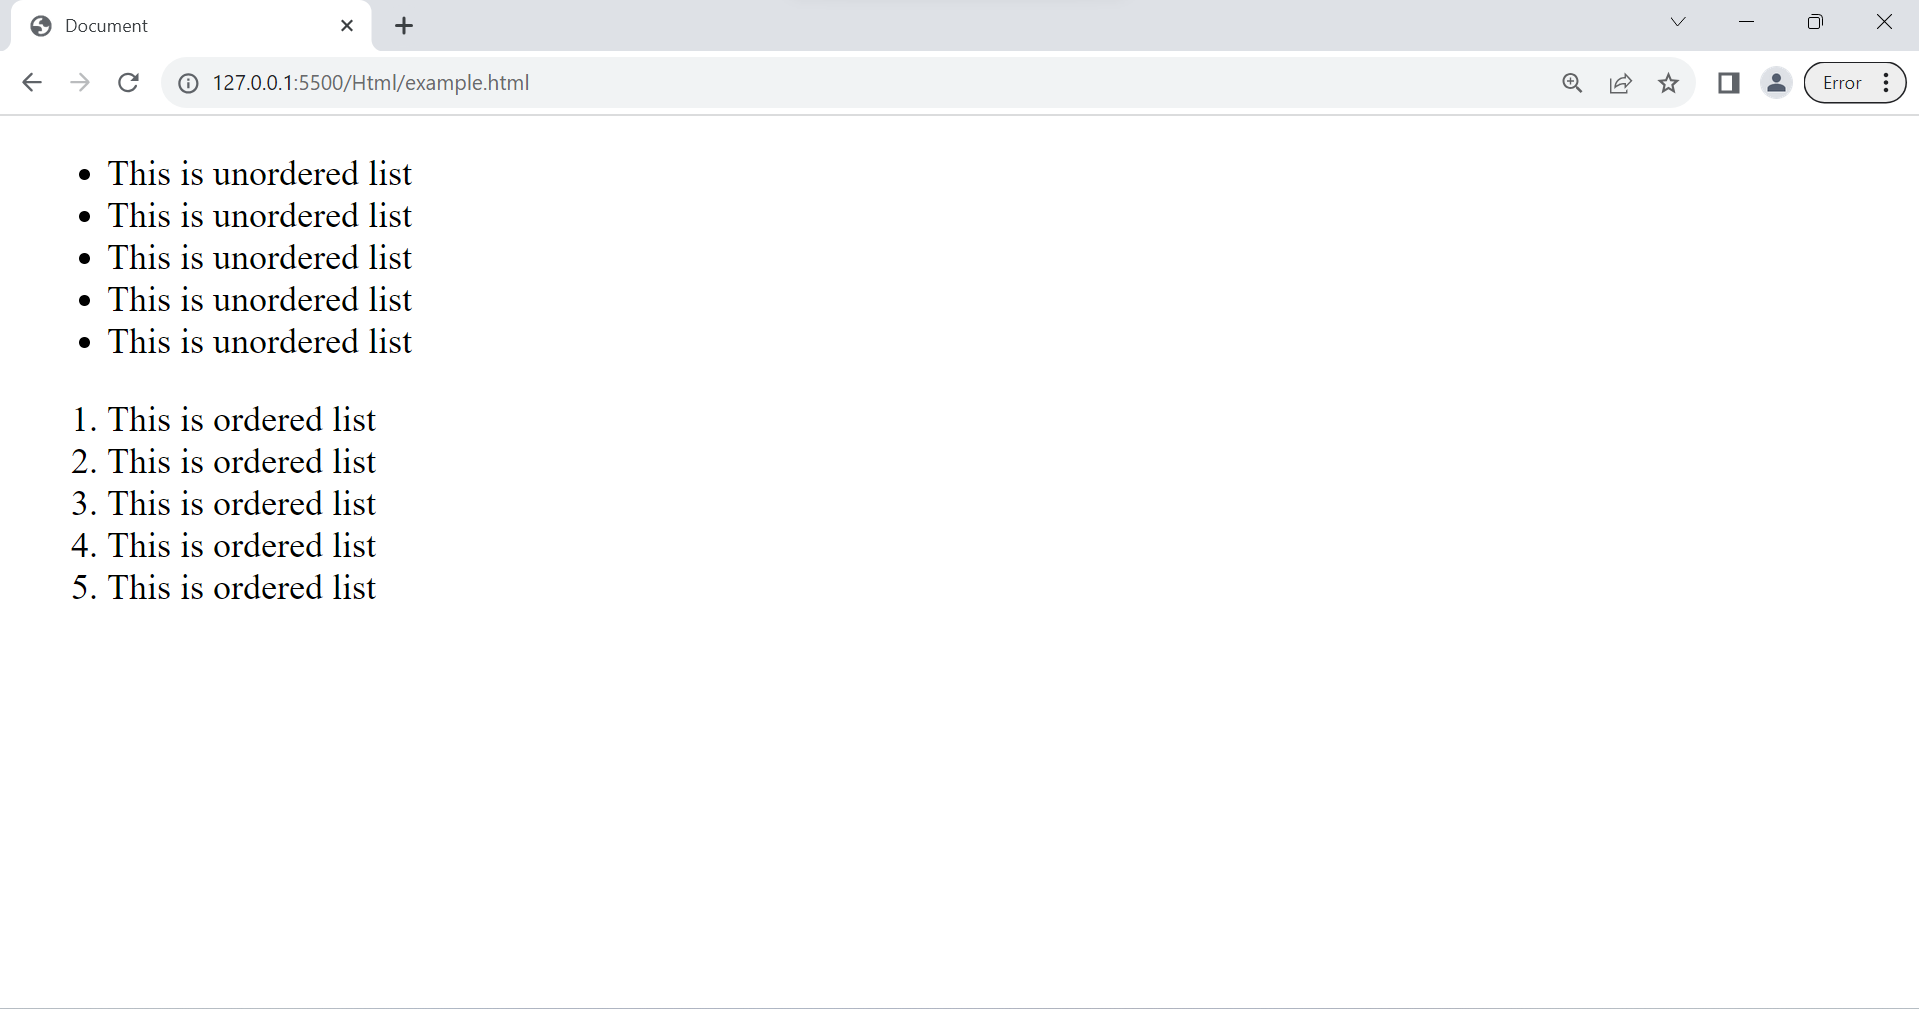 Document
127.0.0.1:5500/Html/example.html
Error
• This is unordered list
• This is unordered list
• This is unordered list
• This is unordered list
• This is unordered list
1. This is ordered list
2. This is ordered list
3. This is ordered list
4. This is ordered list
5. This is ordered list